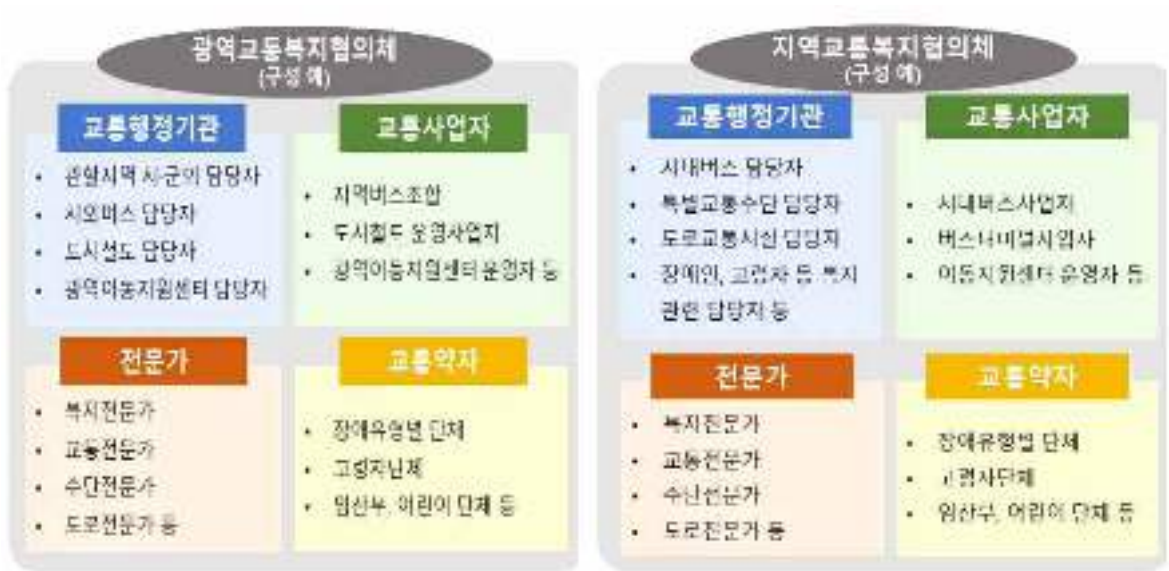 광역교통복지협의체
(구성 예)
교통행정기관
• 관할지역 시·군의 담당자
• 시외버스 담당자
• 도시철도 담당자
• 광역이동지원센터 담당자
교통사업자
• 지역버스조합
• 도시철도 운영사업자
• 광역이동지원센터 운영자 등
전문가
• 복지전문가
• 교통전문가
• 수단전문가
• 도로전문가 등
교통약자
• 장애유형별 단체
• 고령자단체
• 임산부, 어린이 단체 등
지역교통복지협의체
(구성 예)
교통행정기관
• 시내버스 담당자
• 특별교통수단 담당자
• 도로교통시설 담당자
• 장애인, 고령자 등 복지
관련 담당자 등
교통사업자
• 시내버스사업자
• 버스터미널사업자
• 이동지원센터 운영자 등
전문가
• 복지전문가
• 교통전문가
• 수단전문가
• 도로전문가 등
교통약자
• 장애유형별 단체
• 고령자단체
• 임산부, 어린이 단체 등